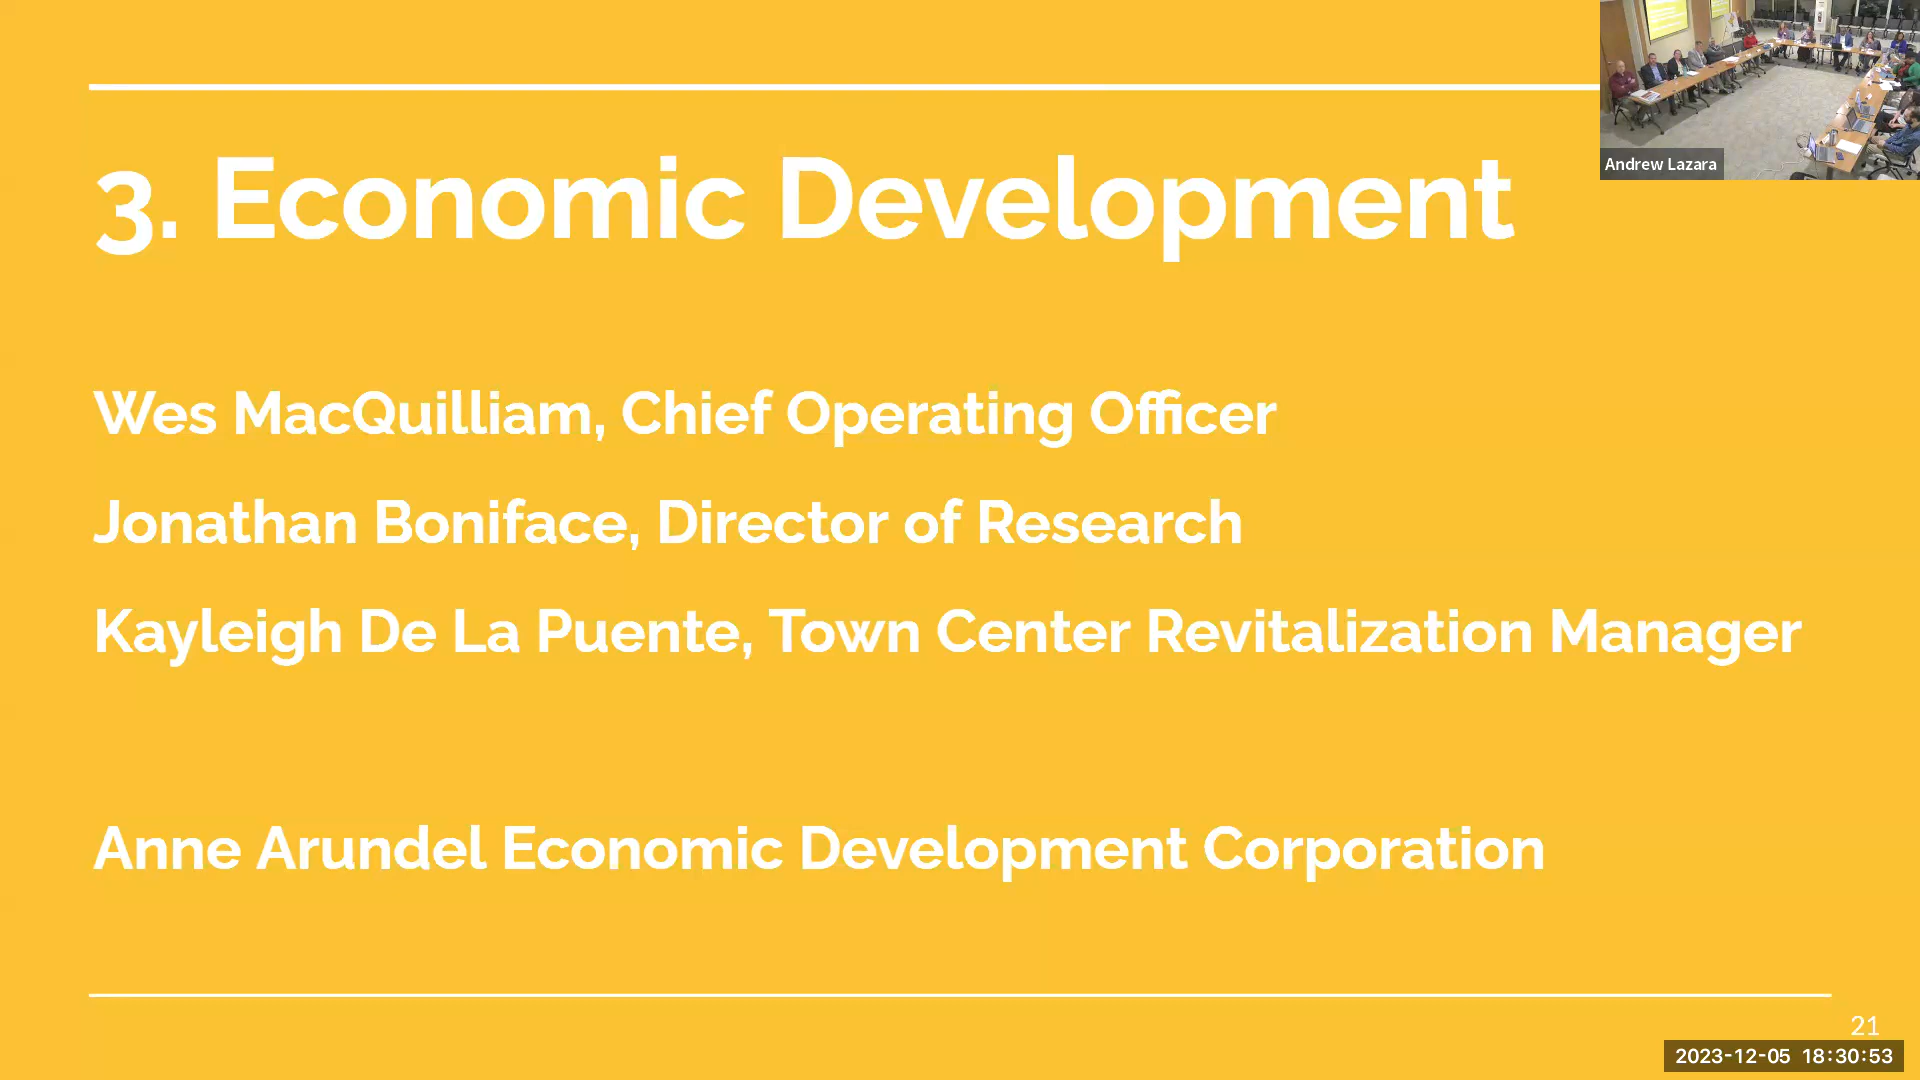 3. Economic Development
Andrew Lazara
Wes MacQuilliam, Chief Operating Officer
Jonathan Boniface, Director of Research
Kayleigh De La Puente, Town Center Revitalization Manager
Anne Arundel Economic Development Corporation
21
2023-12-05 18:30:53